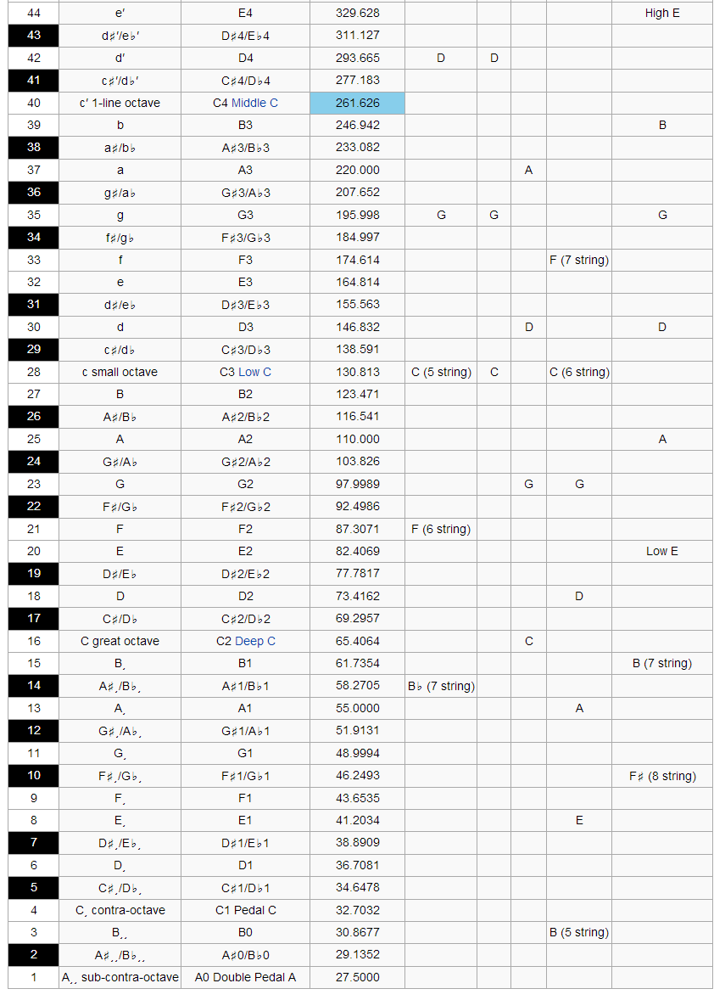 44 e′ E4 329.628 High E
43 d♯′/e♭′ D♯4/E♭4 311.127
42 d′ D4 293.665 D D
41 c♯′/d♭′ C♯4/D♭4 277.183
40 c′ 1-line octave C4 Middle C 261.626
39 b B3 246.942 B
38 a♯/b♭ A♯3/B♭3 233.082
37 a A3 220.000 A
36 g♯/a♭ G♯3/A♭3 207.652
35 g G3 195.998 G G G
34 f♯/g♭ F♯3/G♭3 184.997
33 f F3 174.614 F (7 string)
32 e E3 164.814
31 d♯/e♭ D♯3/E♭3 155.563
30 d D3 146.832 D D
29 c♯/d♭ C♯3/D♭3 138.591
28 c small octave C3 Low C 130.813 C (5 string) C C (6 string)
27 B B2 123.471
26 A♯/B♭ A♯2/B♭2 116.541
25 A A2 110.000 A
24 G♯/A♭ G♯2/A♭2 103.826
23 G G2 97.9989 G G
22 F♯/G♭ F♯2/G♭2 92.4986
21 F F2 87.3071 F (6 string)
20 E E2 82.4069 Low E
19 D♯/E♭ D♯2/E♭2 77.7817
18 D D2 73.4162 D
17 C♯/D♭ C♯2/D♭2 69.2957
16 C great octave C2 Deep C 65.4064 C
15 B͵ B1 61.7354 B (7 string)
14 A♯͵/B♭͵ A♯1/B♭1 58.2705 B♭ (7 string)
13 A͵ A1 55.0000 A
12 G♯͵/A♭͵ G♯1/A♭1 51.9131
11 G͵ G1 48.9994
10 F♯͵/G♭͵ F♯1/G♭1 46.2493 F♯ (8 string)
9 F͵ F1 43.6535
8 E͵ E1 41.2034 E
7 D♯͵/E♭͵ D♯1/E♭1 38.8909
6 D͵ D1 36.7081
5 C♯͵/D♭͵ C♯1/D♭1 34.6478
4 C͵ contra-octave C1 Pedal C 32.7032
3 B͵͵ B0 30.8677 B (5 string)
2 A♯͵͵/B♭͵͵ A♯0/B♭0 29.1352
1 A͵͵ sub-contra-octave A0 Double Pedal A 27.5000